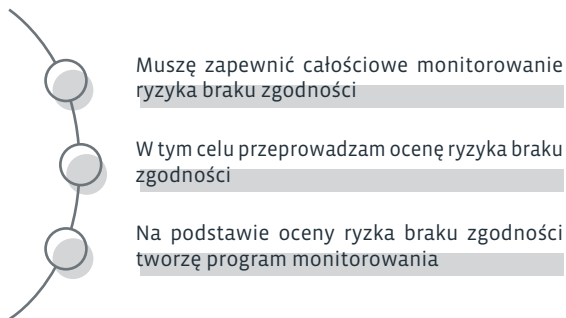 Muszę zapewnić całościowe monitorowanie
ryzyka braku zgodności
W tym celu przeprowadzam ocenę ryzyka braku
zgodności
Na podstawie oceny ryzka braku zgodności
tworzę program monitorowania